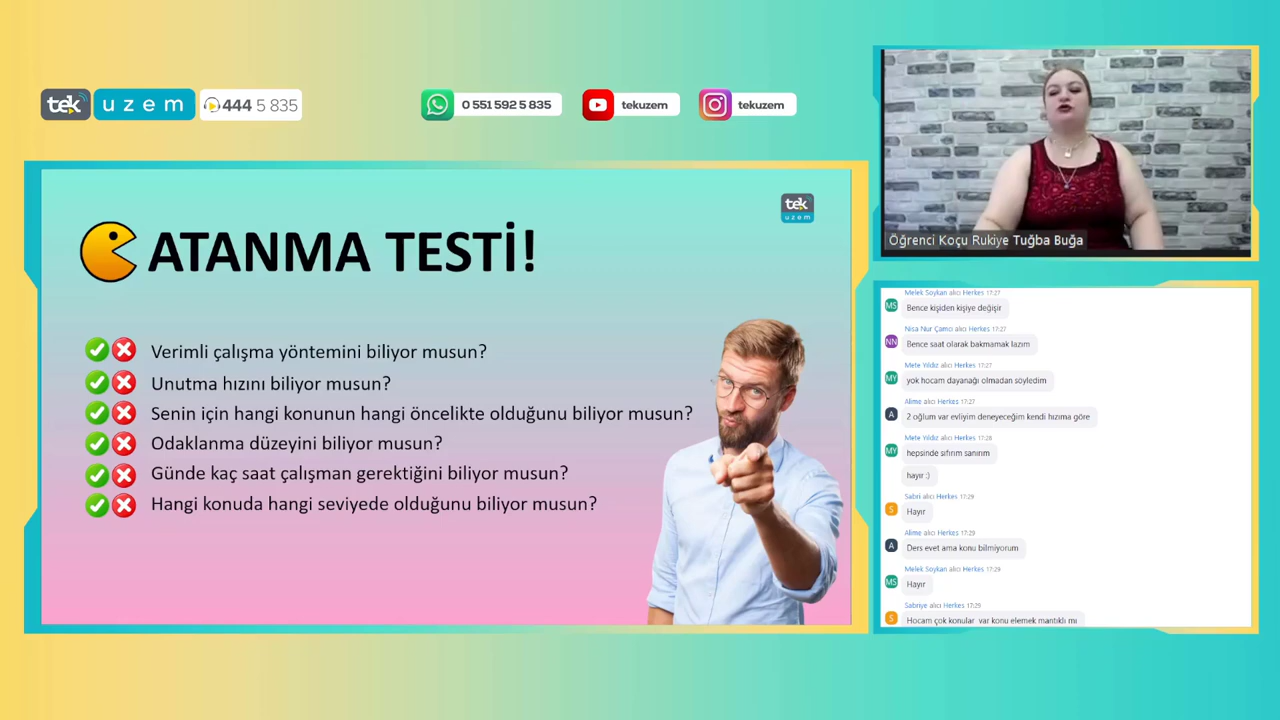 tek uzem 444 5 835
0 551 592 5 835
tekuzem
tekuzem
tek
uzem
ATANMA TESTİ!
Verimli çalışma yöntemini biliyor musun?
Unutma hızını biliyor musun?
Senin için hangi konunun hangi öncelikte olduğunu biliyor musun?
Odaklanma düzeyini biliyor musun?
Günde kaç saat çalışman gerektiğini biliyor musun?
Hangi konuda hangi seviyede olduğunu biliyor musun?
Öğrenci Koçu Rukiye Tuğba Buğa
Melek Soykan alıcı Herkes 17:27
MS
Bence kişiden kişiye değişir
Nisa Nur Çamcı alıcı Herkes 17:27
NN
Bence saat olarak bakmamak lazım
Mete Yıldız alıcı Herkes 17:27
MY
yok hocam dayanağı olmadan söyledim
Alime alıcı Herkes 17:27
A
2 oğlum var evliyim deneyeceğim kendi hızıma göre
Mete Yıldız alıcı Herkes 17:28
MY
hepsinde sıfırım sanırım
hayır :)
Sabri alıcı Herkes 17:29
S
Hayır
Alime alıcı Herkes 17:29
A
Ders evet ama konu bilmiyorum
Melek Soykan alıcı Herkes 17:29
MS
Hayır
Sabriye alıcı Herkes 17:29
S
Hocam çok konular var konu elemek mantıklı mı